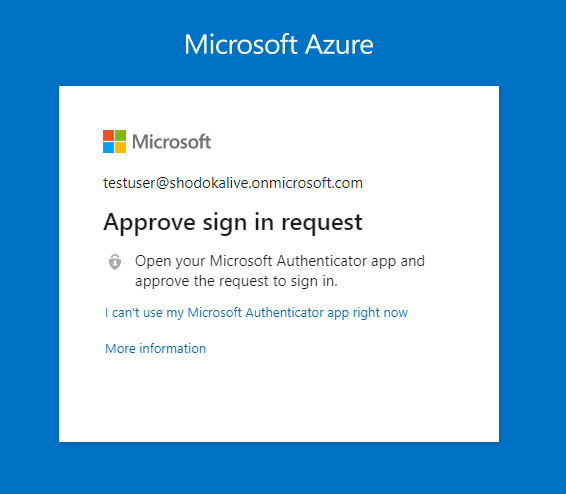 Microsoft Azure
Microsoft
testuser@shodokalive.onmicrosoft.com
Approve sign in request
Open your Microsoft Authenticator app and
approve the request to sign in.
I can't use my Microsoft Authenticator app right now
More information